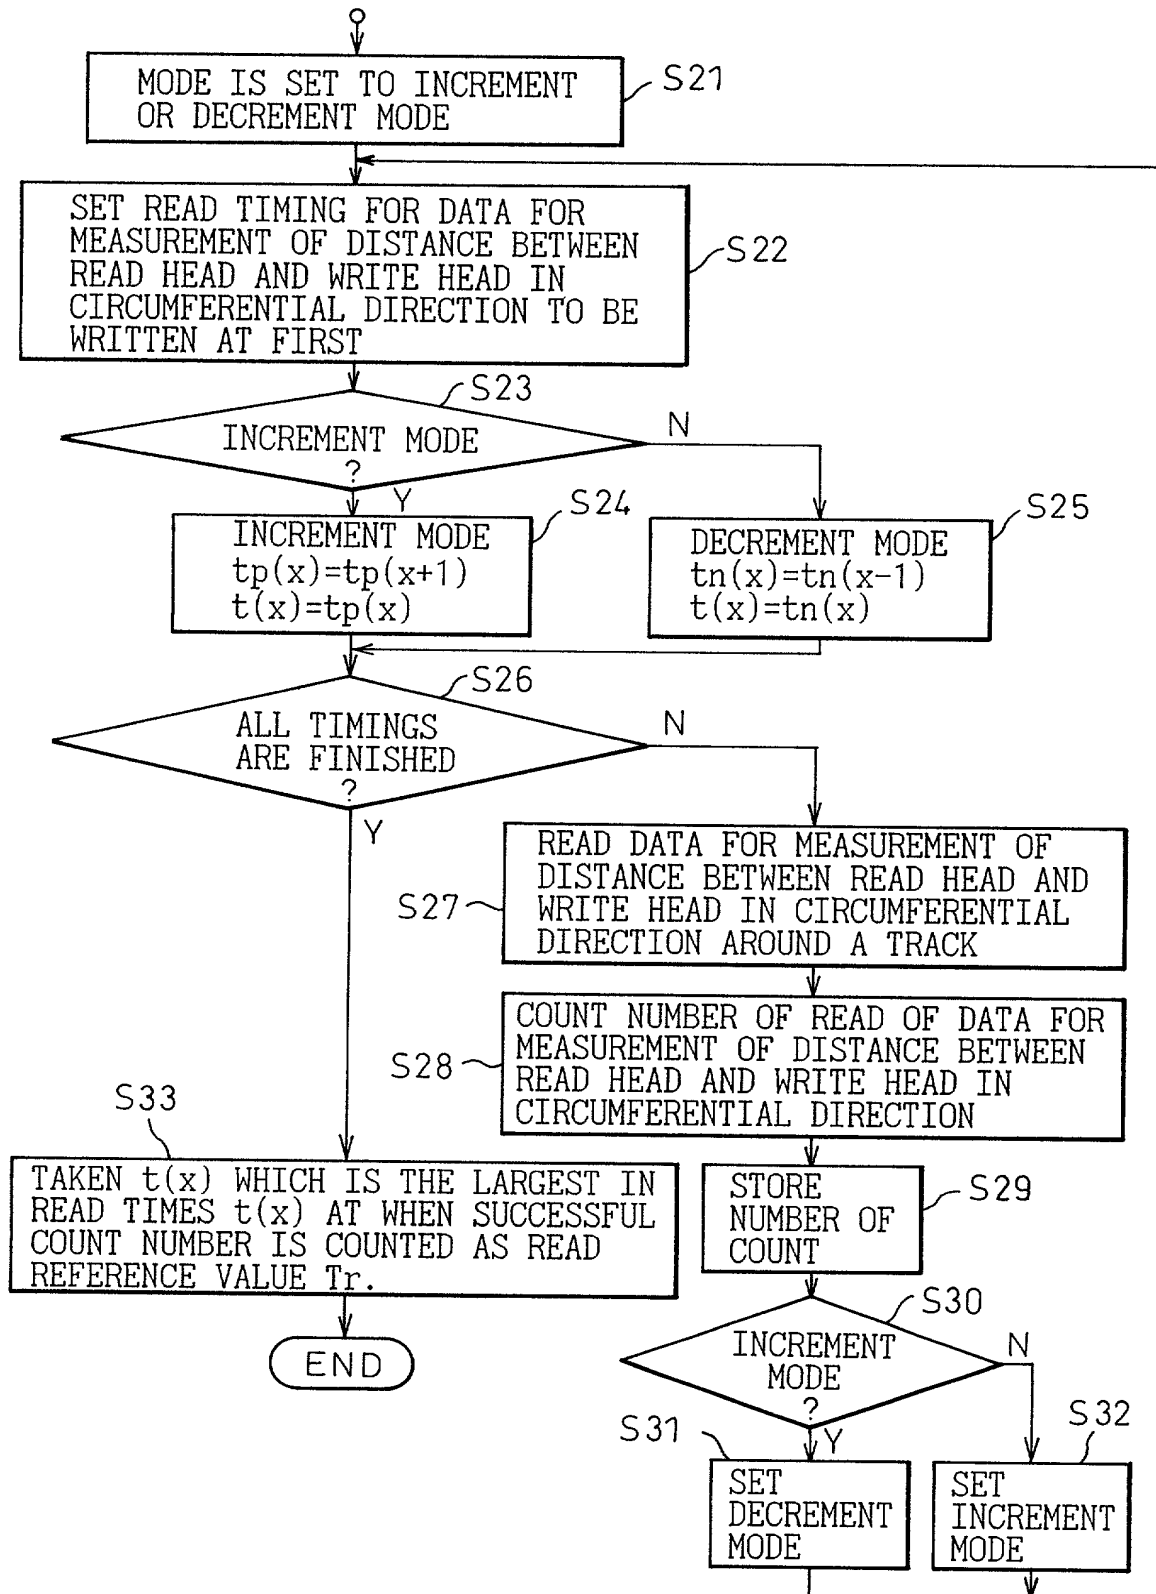 MODE IS SET TO INCREMENT
OR DECREMENT MODE
S21
SET READ TIMING FOR DATA FOR
MEASUREMENT OF DISTANCE BETWEEN
READ HEAD AND WRITE HEAD IN
CIRCUMFERENTIAL DIRECTION TO BE
WRITTEN AT FIRST
S22
S23
INCREMENT MODE
?
N
Y
S24
INCREMENT MODE
tp(x)=tp(x+1)
t(x)=tp(x)
S25
DECREMENT MODE
tn(x)=tn(x-1)
t(x)=tn(x)
S26
ALL TIMINGS
ARE FINISHED
?
N
Y
S27
READ DATA FOR MEASUREMENT OF
DISTANCE BETWEEN READ HEAD AND
WRITE HEAD IN CIRCUMFERENTIAL
DIRECTION AROUND A TRACK
S28
COUNT NUMBER OF READ OF DATA FOR
MEASUREMENT OF DISTANCE BETWEEN
READ HEAD AND WRITE HEAD IN
CIRCUMFERENTIAL DIRECTION
S33
TAKEN t(x) WHICH IS THE LARGEST IN
READ TIMES t(x) AT WHEN SUCCESSFUL
COUNT NUMBER IS COUNTED AS READ
REFERENCE VALUE Tr.
END
STORE
NUMBER OF
COUNT
S29
S30
INCREMENT
MODE
?
N
Y
S31
SET
DECREMENT
MODE
S32
SET
INCREMENT
MODE